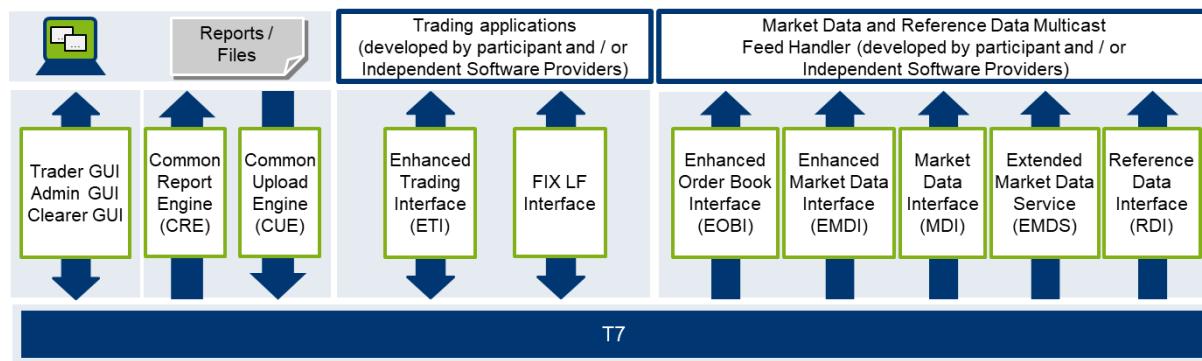 Reports /
Files
Trading applications
(developed by participant and / or
Independent Software Providers)
Market Data and Reference Data Multicast
Feed Handler (developed by participant and / or
Independent Software Providers)
Trader GUI
Admin GUI
Clearer GUI
Common
Report
Engine
(CRE)
Common
Upload
Engine
(CUE)
Enhanced
Trading
Interface
(ETI)
FIX LF
Interface
Enhanced
Order Book
Interface
(EOBI)
Enhanced
Market Data
Interface
(EMDI)
Market
Data
Interface
(MDI)
Extended
Market Data
Service
(EMDS)
Reference
Data
Interface
(RDI)
T7